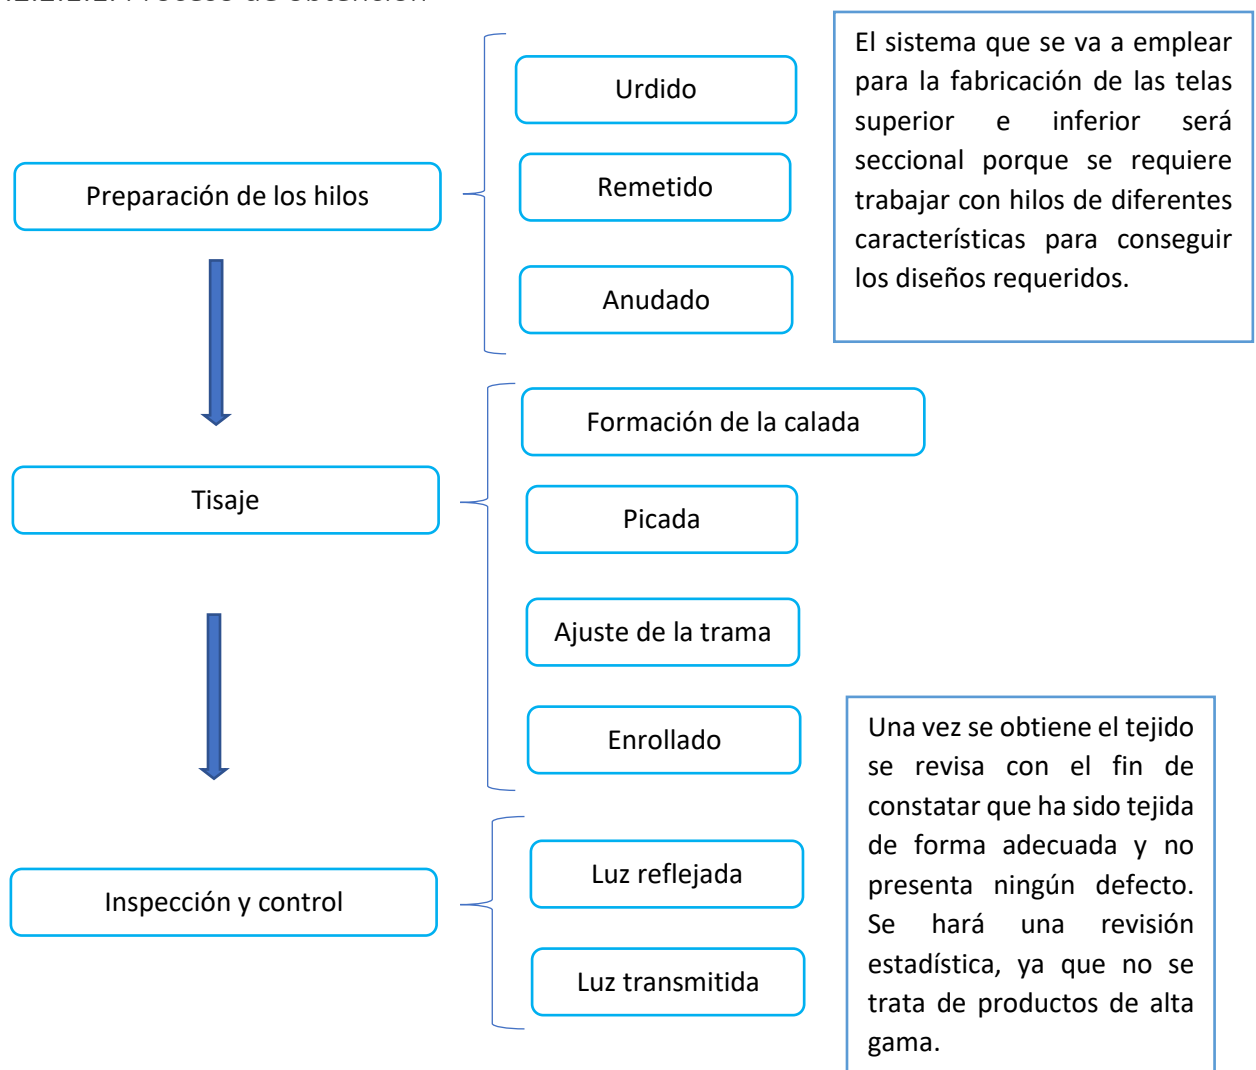 Proceso de obtención
Urdido
Preparación de los hilos
Remetido
Anudado
El sistema que se va a emplear
para la fabricación de las telas
superior e inferior será
seccional porque se requiere
trabajar con hilos de diferentes
características para conseguir
los diseños requeridos.
Formación de la calada
Tisaje
Picada
Ajuste de la trama
Enrollado
Una vez se obtiene el tejido
se revisa con el fin de
constatar que ha sido tejida
de forma adecuada y no
presenta ningún defecto.
Se hará una revisión
estadística, ya que no se
trata de productos de alta
gama.
Luz reflejada
Inspección y control
Luz transmitida